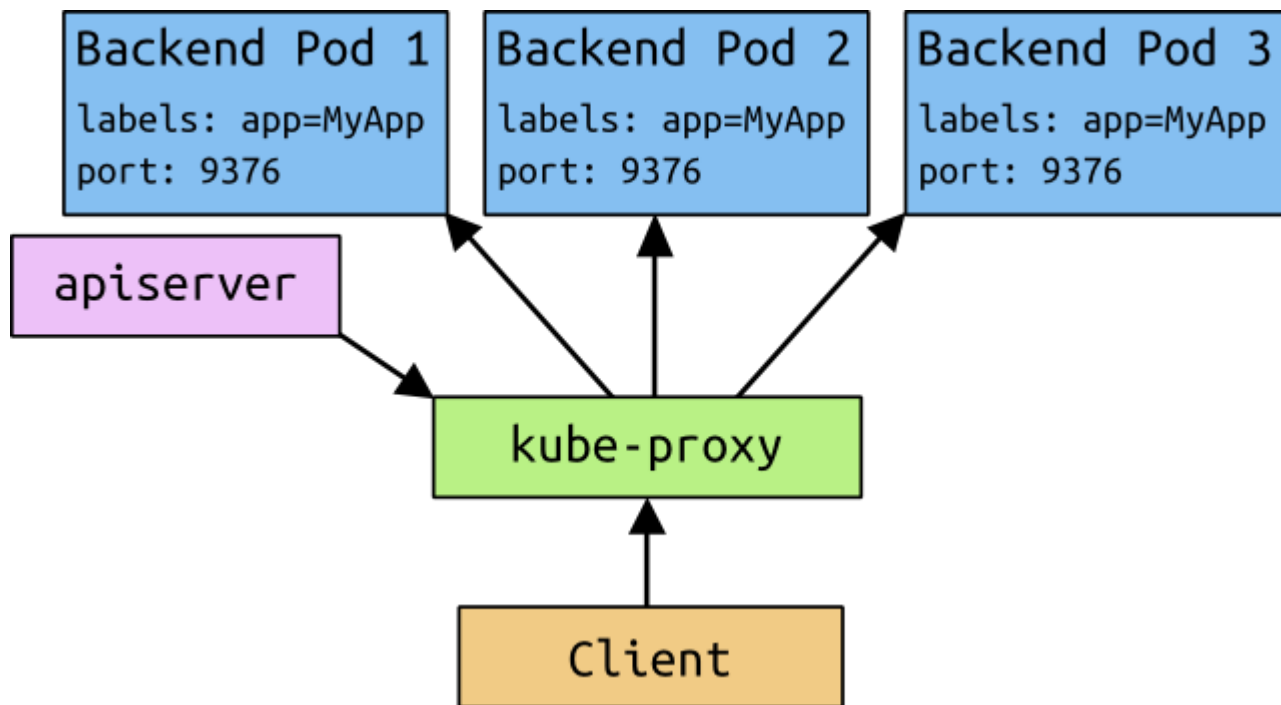 Backend Pod 1
labels: app=MyApp
port: 9376
Backend Pod 2
labels: app=MyApp
port: 9376
Backend Pod 3
labels: app=MyApp
port: 9376
apiserver
kube-proxy
Client